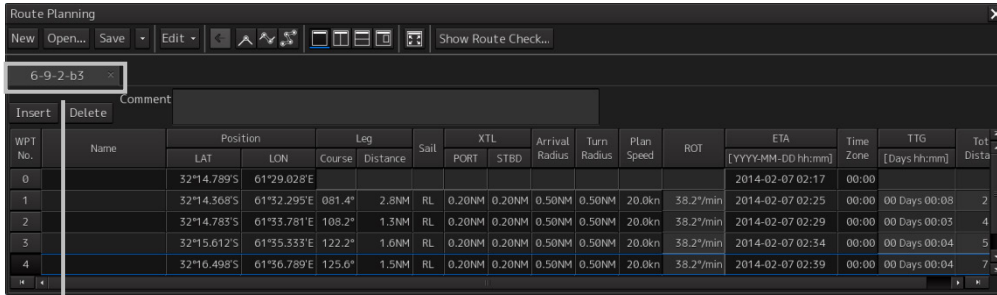 Route Planning
New Open... Save Edit Show Route Check...
6-9-2-b3
Comment
Insert Delete
WPT No. Name Position Leg Sail XTL Arrival Radius Turn Radius Plan Speed ROT ETA Time Zone TTG Tot Dista
LAT LON Course Distance PORT STBD [YYYY-MM-DD hh:mm] [Days hh:mm]
0 32°14.789'S 61°29.028'E 2014-02-07 02:17 00:00
1 32°14.368'S 61°32.295'E 081.4° 2.8NM RL 0.20NM 0.20NM 0.50NM 0.50NM 20.0kn 38.2°/min 2014-02-07 02:25 00:00 00 Days 00:08 2
2 32°14.783'S 61°33.781'E 108.2° 1.3NM RL 0.20NM 0.20NM 0.50NM 0.50NM 20.0kn 38.2°/min 2014-02-07 02:29 00:00 00 Days 00:03 4
3 32°15.612'S 61°35.333'E 122.2° 1.6NM RL 0.20NM 0.20NM 0.50NM 0.50NM 20.0kn 38.2°/min 2014-02-07 02:34 00:00 00 Days 00:04 5
4 32°16.498'S 61°36.789'E 125.6° 1.5NM RL 0.20NM 0.20NM 0.50NM 0.50NM 20.0kn 38.2°/min 2014-02-07 02:39 00:00 00 Days 00:04 7